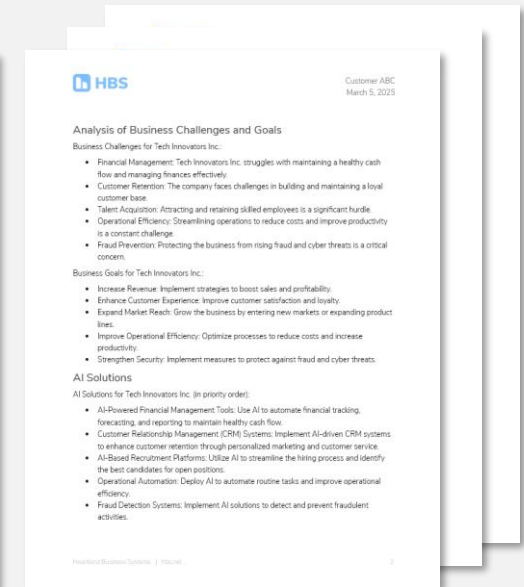 HBS
Customer ABC
March 5, 2025
Analysis of Business Challenges and Goals
Business Challenges for Tech Innovators Inc.:
• Financial Management: Tech Innovators Inc. struggles with maintaining a healthy cash
flow and managing finances effectively.
• Customer Retention: The company faces challenges in building and maintaining a loyal
customer base.
• Talent Acquisition: Attracting and retaining skilled employees is a significant hurdle.
• Operational Efficiency: Streamlining operations to reduce costs and improve productivity
is a constant challenge.
• Fraud Prevention: Protecting the business from rising fraud and cyber threats is a critical
concern.
Business Goals for Tech Innovators Inc.:
• Increase Revenue: Implement strategies to boost sales and profitability.
• Enhance Customer Experience: Improve customer satisfaction and loyalty.
• Expand Market Reach: Grow the business by entering new markets or expanding product
lines.
• Improve Operational Efficiency: Optimize processes to reduce costs and increase
productivity.
• Strengthen Security: Implement measures to protect against fraud and cyber threats.
AI Solutions
AI Solutions for Tech Innovators Inc. (in priority order):
• AI-Powered Financial Management Tools: Use AI to automate financial tracking,
forecasting, and reporting to maintain healthy cash flow.
• Customer Relationship Management (CRM) Systems: Implement AI-driven CRM systems
to enhance customer retention through personalized marketing and customer service.
• AI-Based Recruitment Platforms: Utilize AI to streamline the hiring process and identify
the best candidates for open positions.
• Operational Automation: Deploy AI to automate routine tasks and improve operational
efficiency.
• Fraud Detection Systems: Implement AI solutions to detect and prevent fraudulent
activities.
Heartland Business Systems |